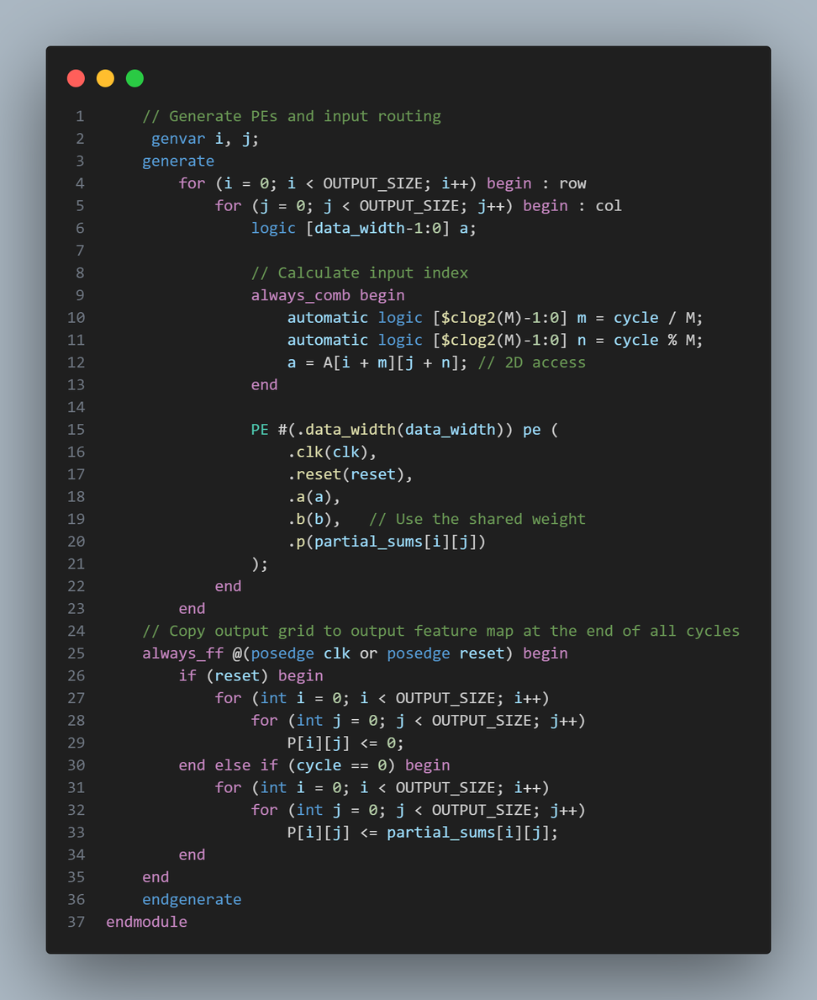 1 // Generate PEs and input routing
2 genvar i, j;
3 generate
4 for (i = 0; i < OUTPUT_SIZE; i++) begin : row
5 for (j = 0; j < OUTPUT_SIZE; j++) begin : col
6 logic [data_width-1:0] a;
7
8 // Calculate input index
9 always_comb begin
10 automatic logic [$clog2(M)-1:0] m = cycle / M;
11 automatic logic [$clog2(M)-1:0] n = cycle % M;
12 a = A[i + m][j + n]; // 2D access
13 end
14
15 PE #(.data_width(data_width)) pe (
16 .clk(clk),
17 .reset(reset),
18 .a(a),
19 .b(b), // Use the shared weight
20 .p(partial_sums[i][j])
21 );
22 end
23 end
24 // Copy output grid to output feature map at the end of all cycles
25 always_ff @(posedge clk or posedge reset) begin
26 if (reset) begin
27 for (int i = 0; i < OUTPUT_SIZE; i++)
28 for (int j = 0; j < OUTPUT_SIZE; j++)
29 P[i][j] <= 0;
30 end else if (cycle == 0) begin
31 for (int i = 0; i < OUTPUT_SIZE; i++)
32 for (int j = 0; j < OUTPUT_SIZE; j++)
33 P[i][j] <= partial_sums[i][j];
34 end
35 end
36 endgenerate
37 endmodule